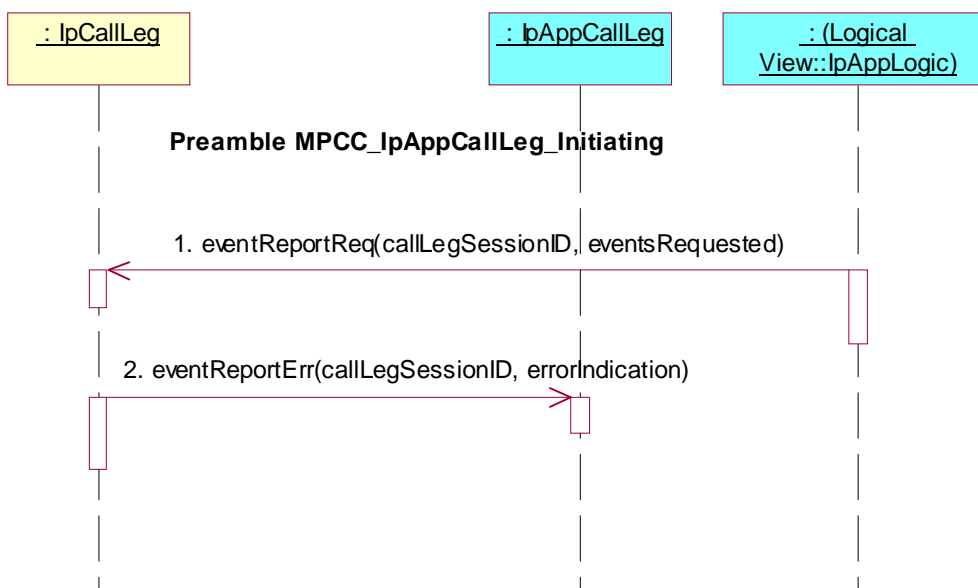 : IpCallLeg
: IpAppCallLeg
: (Logical
View::IpAppLogic)
Preamble MPCC_IpAppCallLeg_Initiating
1. eventReportReq(callLegSessionID, eventsRequested)
2. eventReportErr(callLegSessionID, errorIndication)